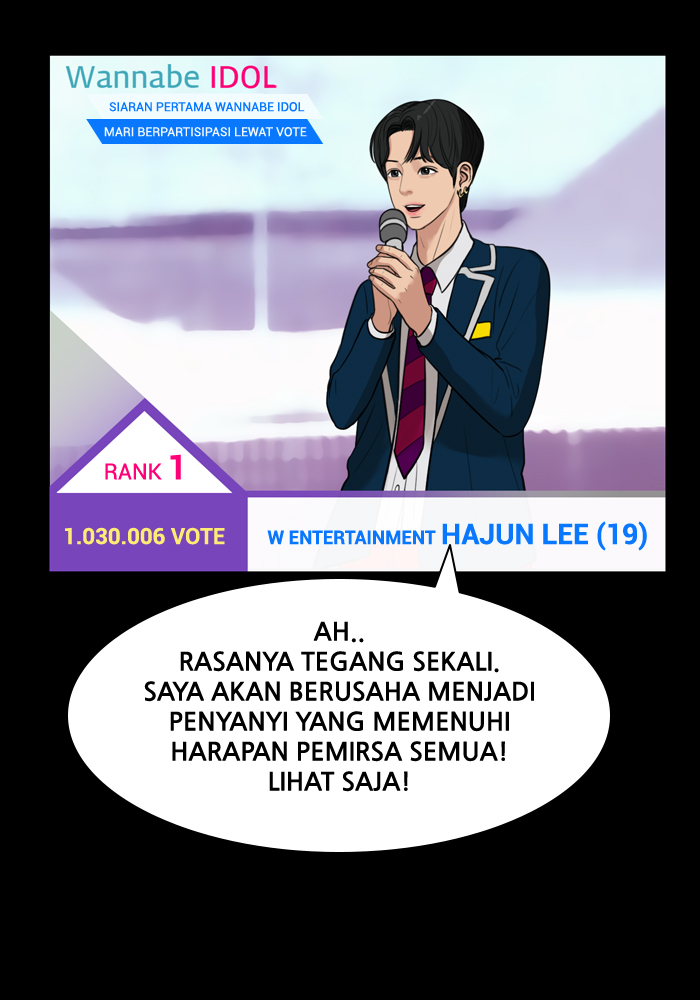 Wannabe IDOL
SIARAN PERTAMA WANNABE IDOL
MARI BERPARTISIPASI LEWAT VOTE
RANK 1
1.030.006 VOTE
W ENTERTAINMENT HAJUN LEE (19)
AH..
RASANYA TEGANG SEKALI.
SAYA AKAN BERUSAHA MENJADI
PENYANYI YANG MEMENUHI
HARAPAN PEMIRSA SEMUA!
LIHAT SAJA!